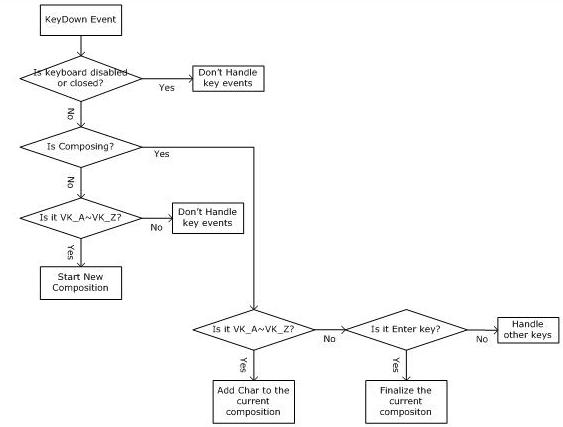 KeyDown Event
Is keyboard disabled
or closed?
Yes
Don't Handle
key events
No
Is Composing?
Yes
No
Is it VK_A~VK_Z?
No
Don't Handle
key events
Yes
Start New
Composition
Is it VK_A~VK_Z?
No
Is it Enter key?
No
Handle
other keys
Yes
Yes
Add Char to the
current
composition
Finalize the
current
compositon